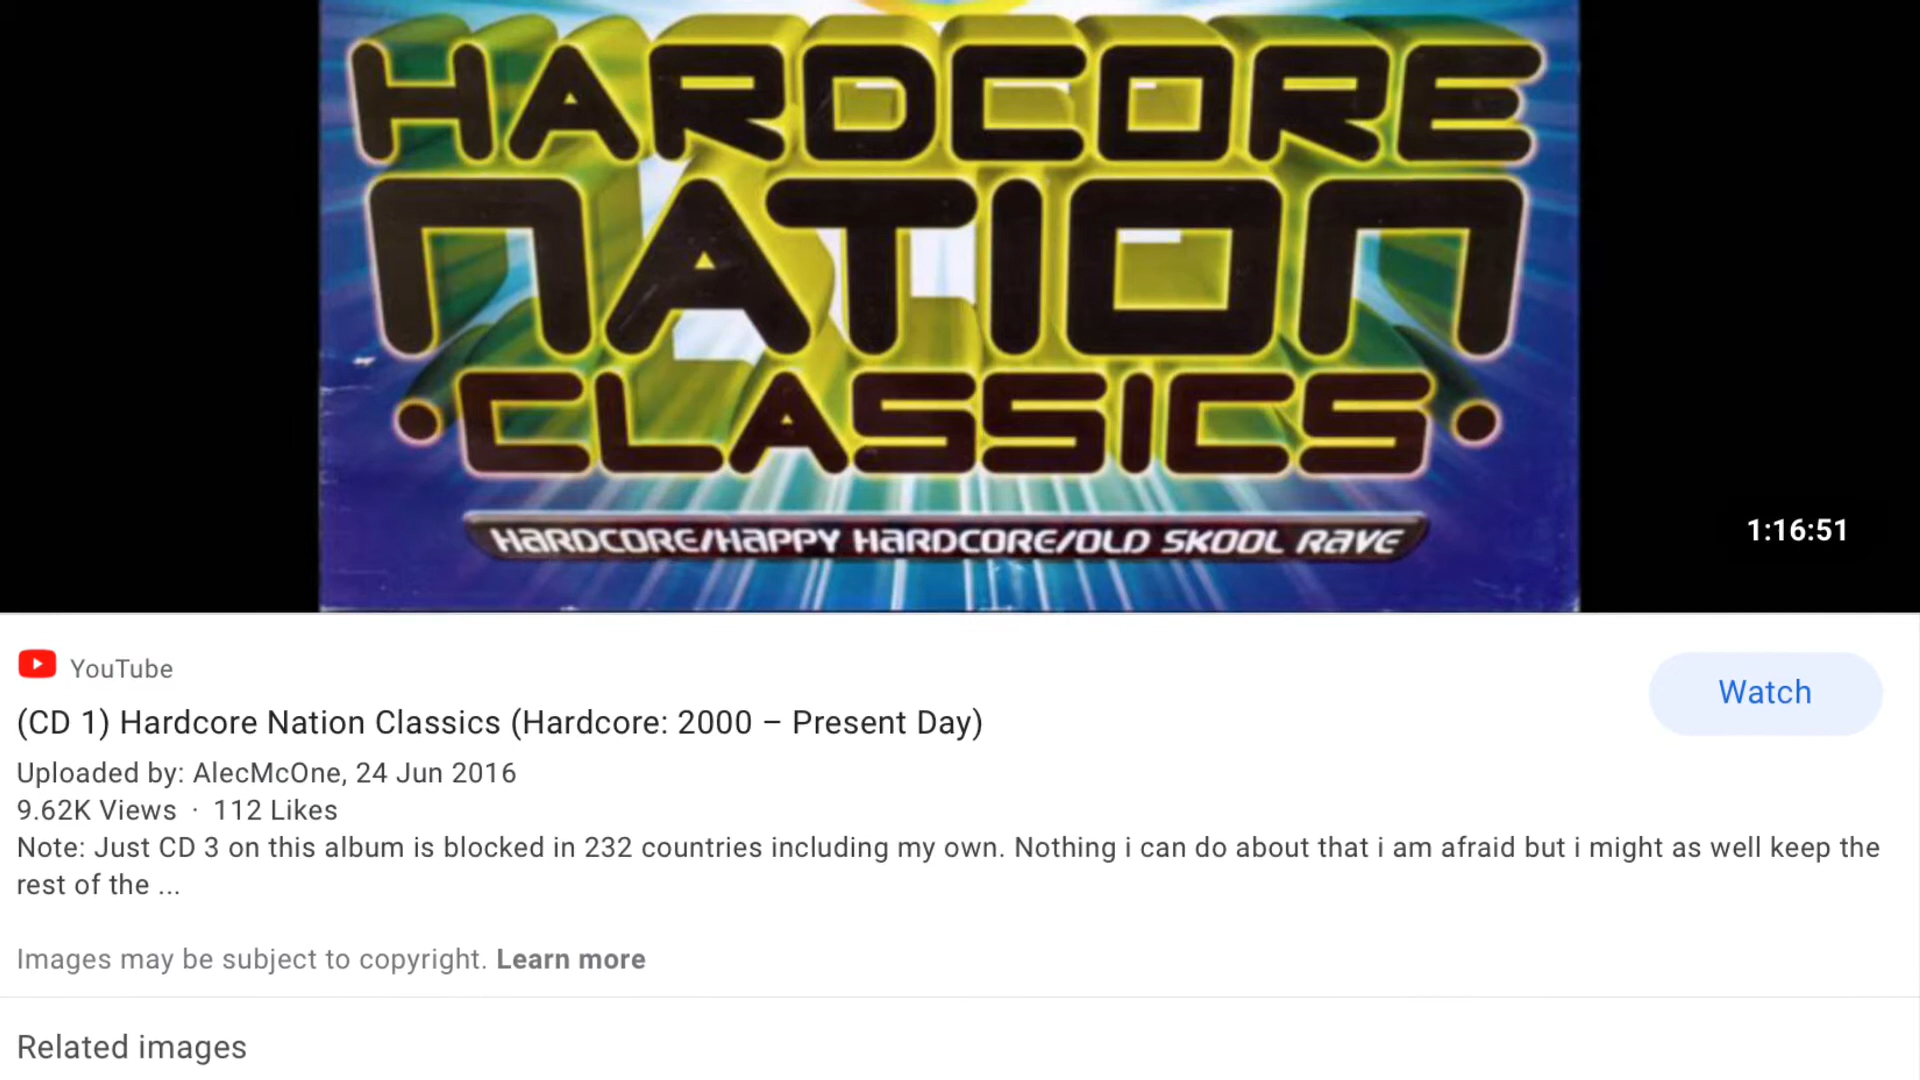 HARDCORE
NATION
•CLASSICS•
HARDCORE/HAPPY HARDCORE/OLD SKOOL RAVE
1:16:51
YouTube
Watch
(CD 1) Hardcore Nation Classics (Hardcore: 2000 – Present Day)
Uploaded by: AlecMcOne, 24 Jun 2016
9.62K Views · 112 Likes
Note: Just CD 3 on this album is blocked in 232 countries including my own. Nothing i can do about that i am afraid but i might as well keep the
rest of the ...
Images may be subject to copyright. Learn more
Related images